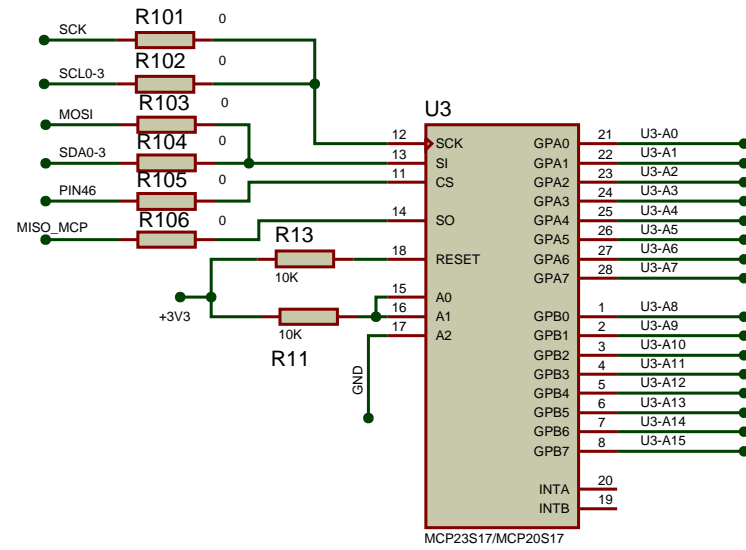 R101
0
SCK
R102
0
SCL0-3
R103
0
MOSI
R104
0
SDA0-3
R105
0
PIN46
R106
0
MISO_MCP
R13
10K
+3V3
10K
R11
GND
U3
12
SCK
13
SI
11
CS
14
SO
18
RESET
15
A0
16
A1
17
A2
GPA0
21
U3-A0
GPA1
22
U3-A1
GPA2
23
U3-A2
GPA3
24
U3-A3
GPA4
25
U3-A4
GPA5
26
U3-A5
GPA6
27
U3-A6
GPA7
28
U3-A7
GPB0
1
U3-A8
GPB1
2
U3-A9
GPB2
3
U3-A10
GPB3
4
U3-A11
GPB4
5
U3-A12
GPB5
6
U3-A13
GPB6
7
U3-A14
GPB7
8
U3-A15
INTA
20
INTB
19
MCP23S17/MCP20S17